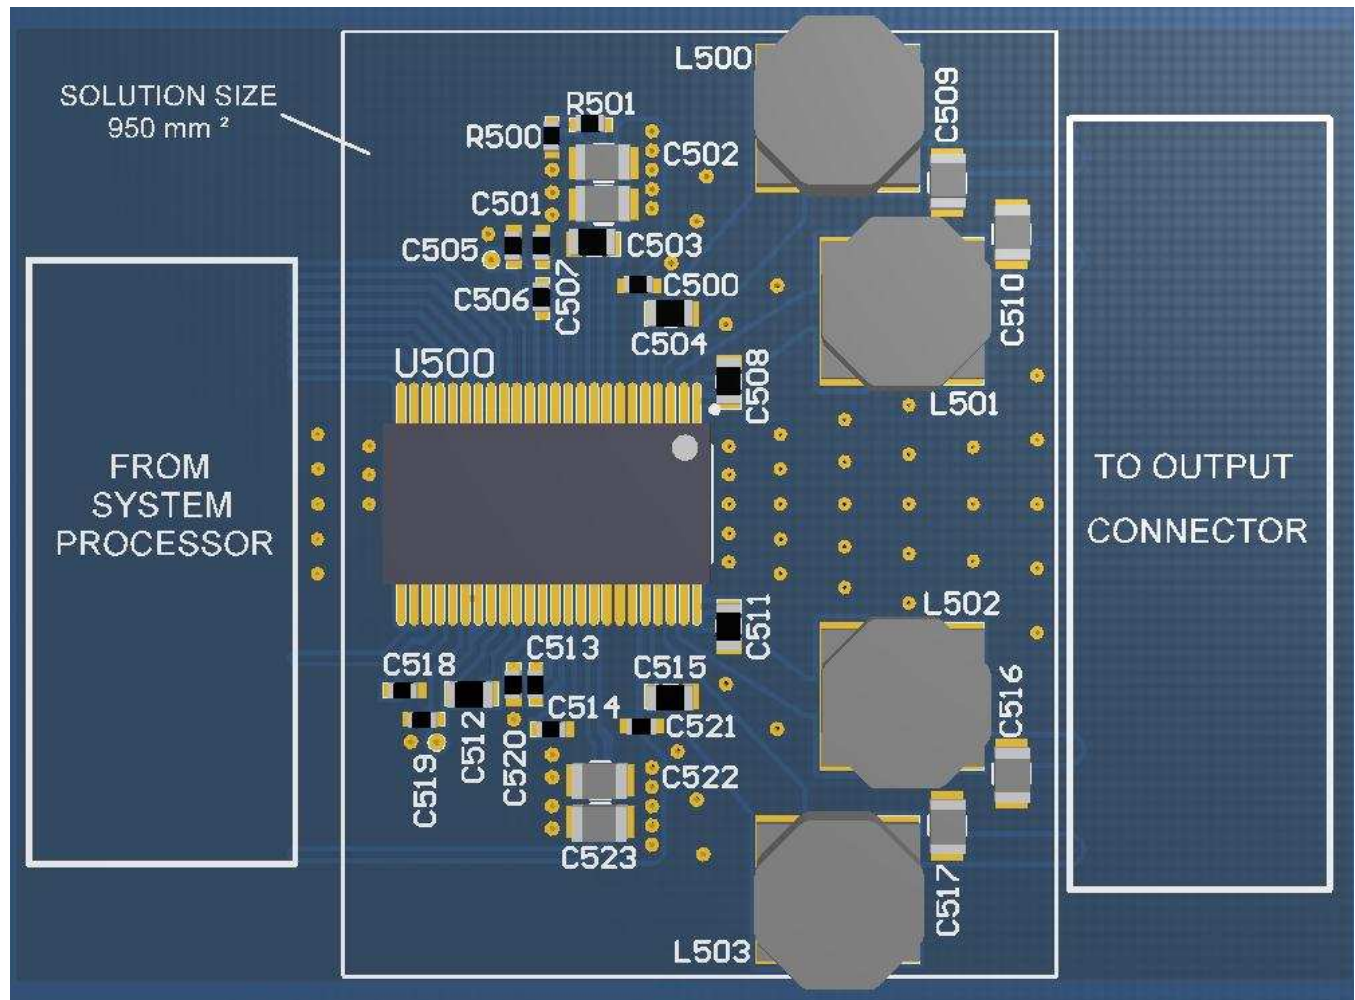 L500
C509
SOLUTION SIZE
950 mm ²
R501
R500
C502
C501
C505
C503
C506
C507
C500
C510
C504
U500
C508
L501
FROM
SYSTEM
PROCESSOR
TO OUTPUT
CONNECTOR
L502
C511
C513
C518
C515
C516
C514
C521
C512
C520
C519
C522
C523
C517
L503